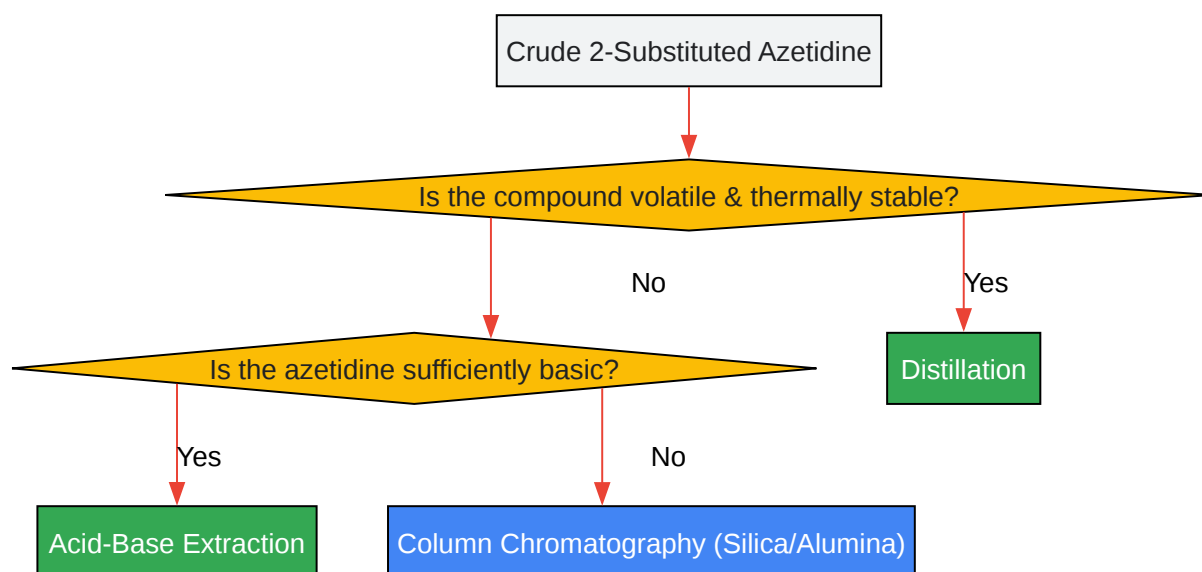 Crude 2-Substituted Azetidine
Is the compound volatile & thermally stable?
No
Yes
Is the azetidine sufficiently basic?
Distillation
Yes
No
Acid-Base Extraction
Column Chromatography (Silica/Alumina)